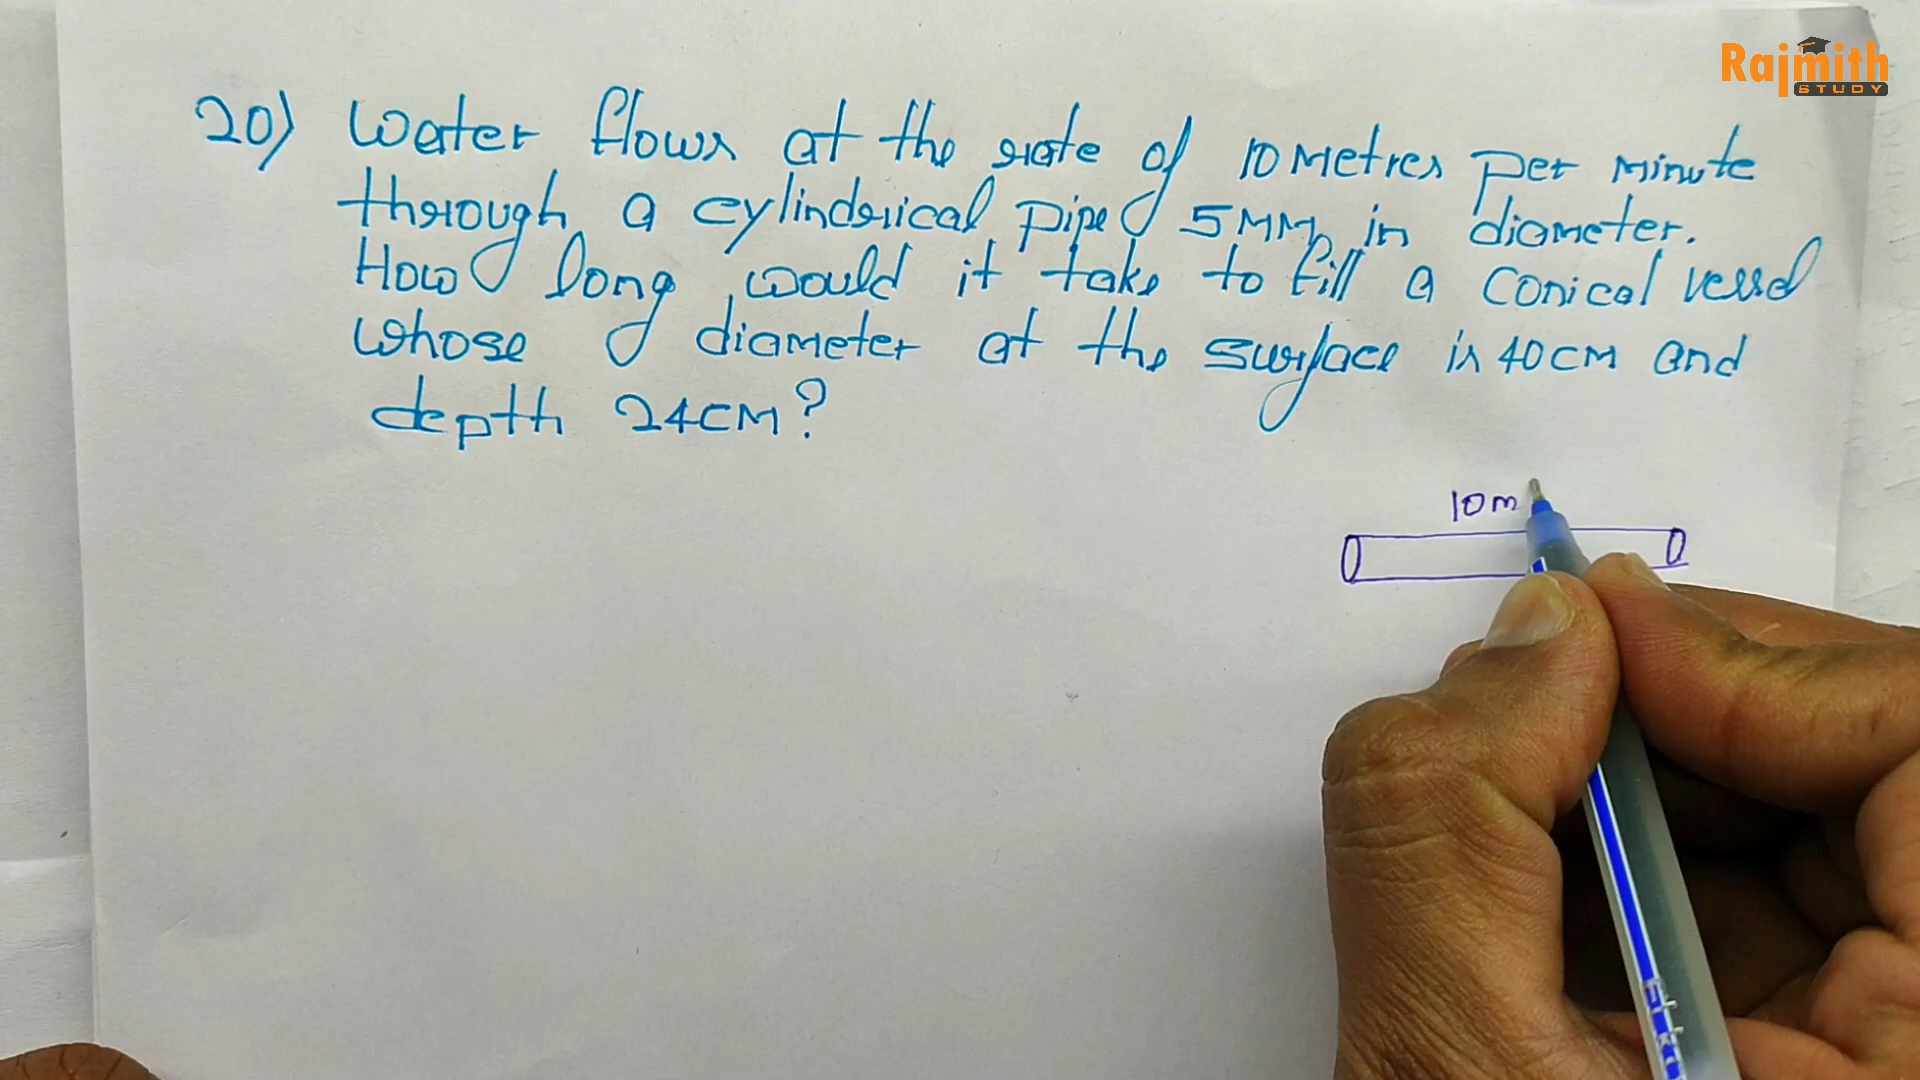 Rajmith
STUDY
20) Water flows at the rate of 10 Metres per minute
through a cylinderical pipe 5MM in diameter.
How long would it take to fill a conical vessel
whose diameter at the surface is 40CM and
depth 24CM?
10m